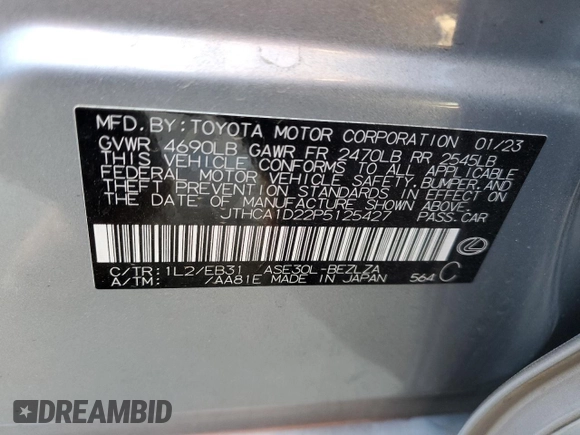 MFD. BY: TOYOTA MOTOR CORPORATION 01/23
GVWR 4690LB GAWR FR 2470LB RR 2545LB
THIS VEHICLE CONFORMS TO ALL APPLICABLE
FEDERAL MOTOR VEHICLE SAFETY, BUMPER, AND
THEFT PREVENTION STANDARDS IN EFFECT ON
THE DATE OF MANUFACTURE SHOWN ABOVE.
JTHCA1D22P5125427 PASS.CAR
C/TR: 1L2/EB31 ASE30L-BEZLZA
A/TM: /AA81E MADE IN JAPAN 564 C
DREAMBID